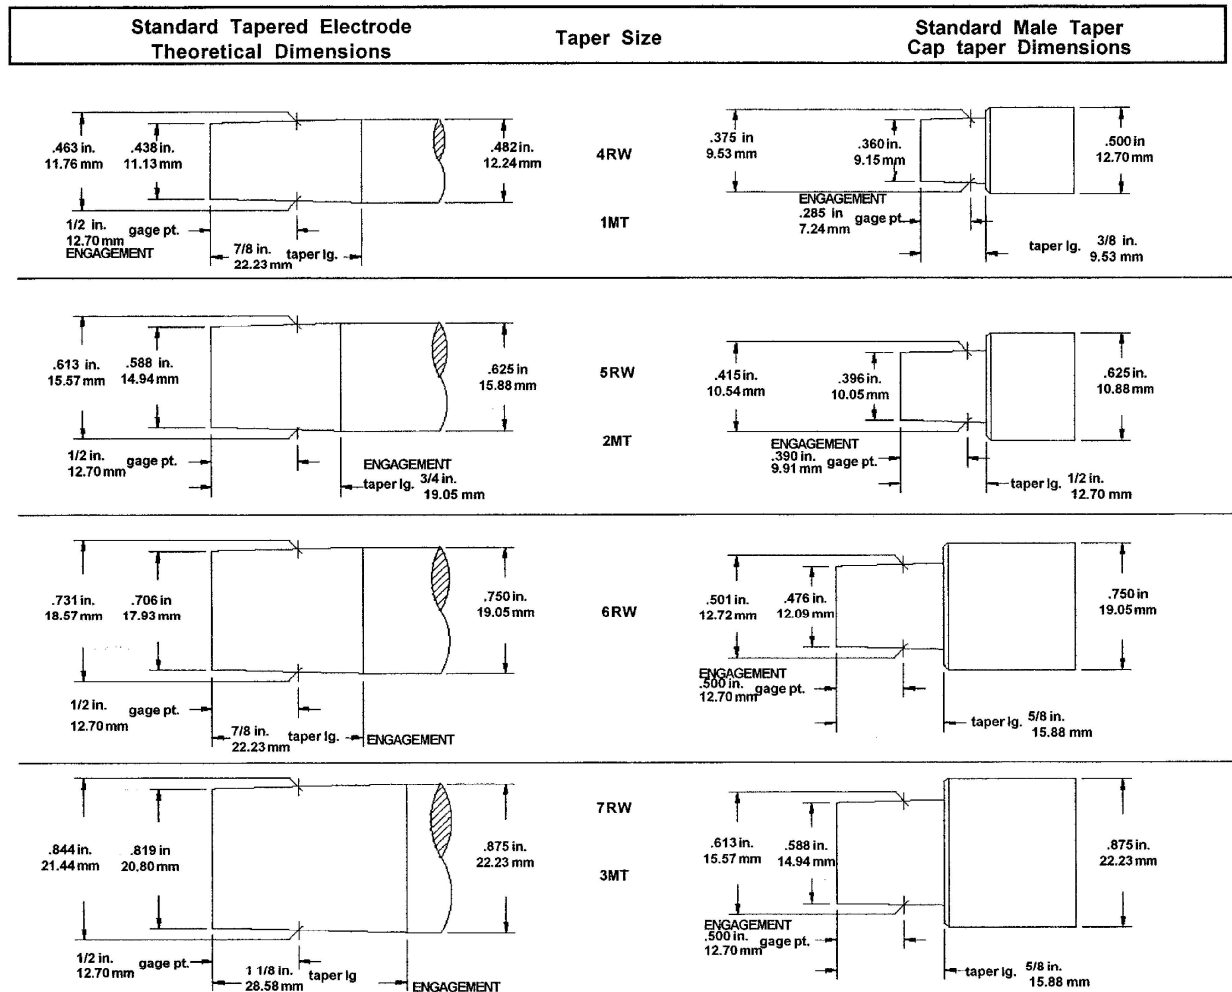 Standard Tapered Electrode
Theoretical Dimensions
Taper Size
Standard Male Taper
Cap taper Dimensions
.463 in.
11.76 mm
.438 in.
11.13 mm
.482 in.
12.24 mm
1/2 in.
12.70 mm
gage pt.
ENGAGEMENT
7/8 in.
22.23 mm
taper lg.
4RW
1MT
.375 in
9.53 mm
.360 in.
9.15 mm
.500 in
12.70 mm
ENGAGEMENT
.285 in
7.24 mm
gage pt.
taper lg.
3/8 in.
9.53 mm
.613 in.
15.57 mm
.588 in.
14.94 mm
.625 in
15.88 mm
1/2 in.
12.70 mm
gage pt.
ENGAGEMENT
taper lg.
3/4 in.
19.05 mm
5RW
2MT
.415 in.
10.54 mm
.396 in.
10.05 mm
.625 in.
10.88 mm
ENGAGEMENT
.390 in.
9.91 mm
gage pt.
taper lg.
1/2 in.
12.70 mm
.731 in.
18.57 mm
.706 in
17.93 mm
.750 in.
19.05 mm
1/2 in.
12.70 mm
gage pt.
7/8 in.
22.23 mm
taper lg.
ENGAGEMENT
6RW
.501 in.
12.72 mm
.476 in.
12.09 mm
.750 in
19.05 mm
ENGAGEMENT
.500 in.
12.70 mm
gage pt.
taper lg.
5/8 in.
15.88 mm
.844 in.
21.44 mm
.819 in
20.80 mm
.875 in.
22.23 mm
1/2 in.
12.70 mm
gage pt.
1 1/8 in.
28.58 mm
taper lg
ENGAGEMENT
7RW
3MT
.613 in.
15.57 mm
.588 in.
14.94 mm
.875 in.
22.23 mm
ENGAGEMENT
.500 in.
12.70 mm
gage pt.
taper lg.
5/8 in.
15.88 mm